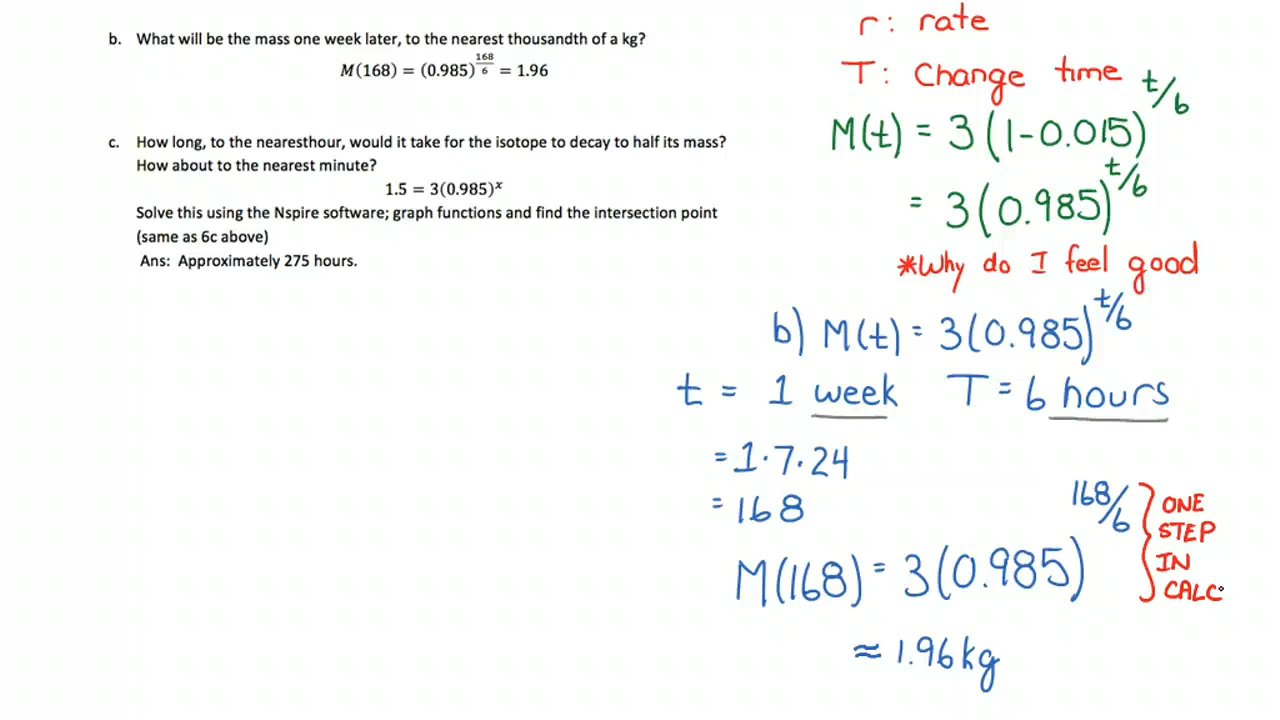 b. What will be the mass one week later, to the nearest thousandth of a kg?
M(168) = (0.985)^(168/6) = 1.96
c. How long, to the nearesthour, would it take for the isotope to decay to half its mass?
How about to the nearest minute?
1.5 = 3(0.985)^x
Solve this using the Nspire software; graph functions and find the intersection point
(same as 6c above)
Ans: Approximately 275 hours.
r: rate
T: Change time
M(t) = 3(1-0.015)^(t/6)
= 3(0.985)^(t/6)
*Why do I feel good
b) M(t) = 3(0.985)^(t/6)
t = 1 week T = 6 hours
= 1·7·24
= 168
M(168) = 3(0.985)^(168/6)
ONE
STEP
IN
CALC
≈ 1.96kg